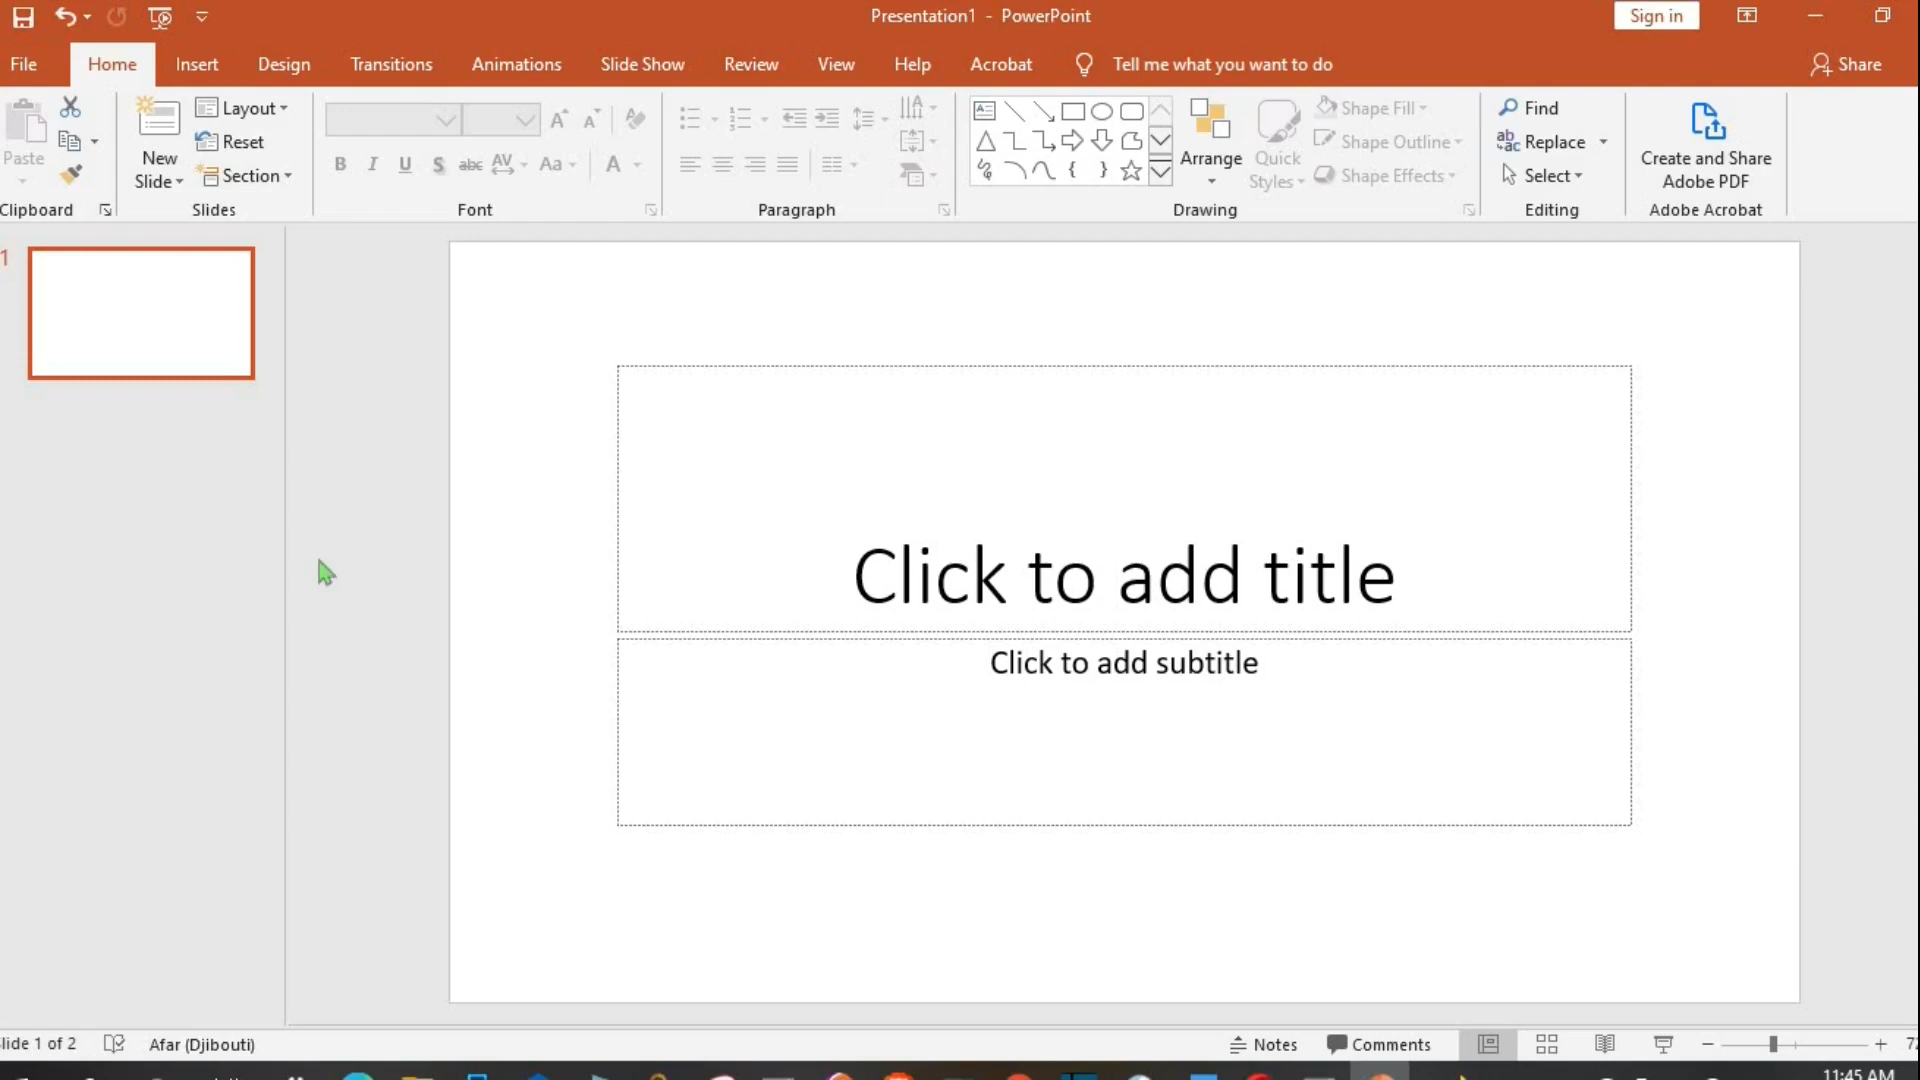 Presentation1 - PowerPoint
Sign in
File Home Insert Design Transitions Animations Slide Show Review View Help Acrobat Tell me what you want to do Share
Paste
Clipboard
New Slide
Layout
Reset
Section
Slides
B I U S abc AV Aa A
Font
Paragraph
Arrange
Quick Styles
Shape Fill
Shape Outline
Shape Effects
Drawing
Find
Replace
Select
Editing
Create and Share
Adobe PDF
Adobe Acrobat
1
Click to add title
Click to add subtitle
lide 1 of 2 Afar (Djibouti) Notes Comments
11:45 AM